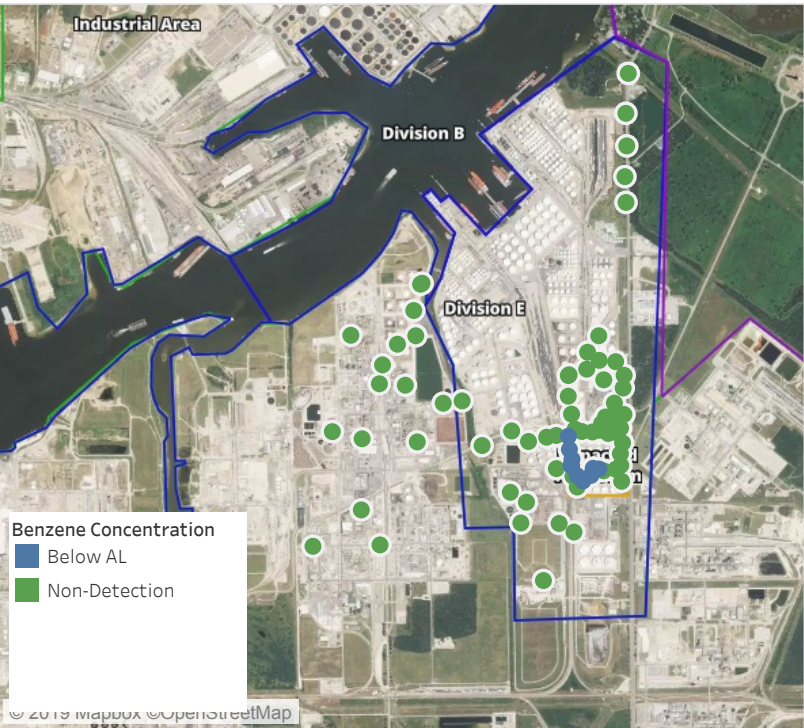 Industrial Area
Division B
Division E
Benzene Concentration
Below AL
Non-Detection
© 2019 Mapbox ©OpenStreetMap